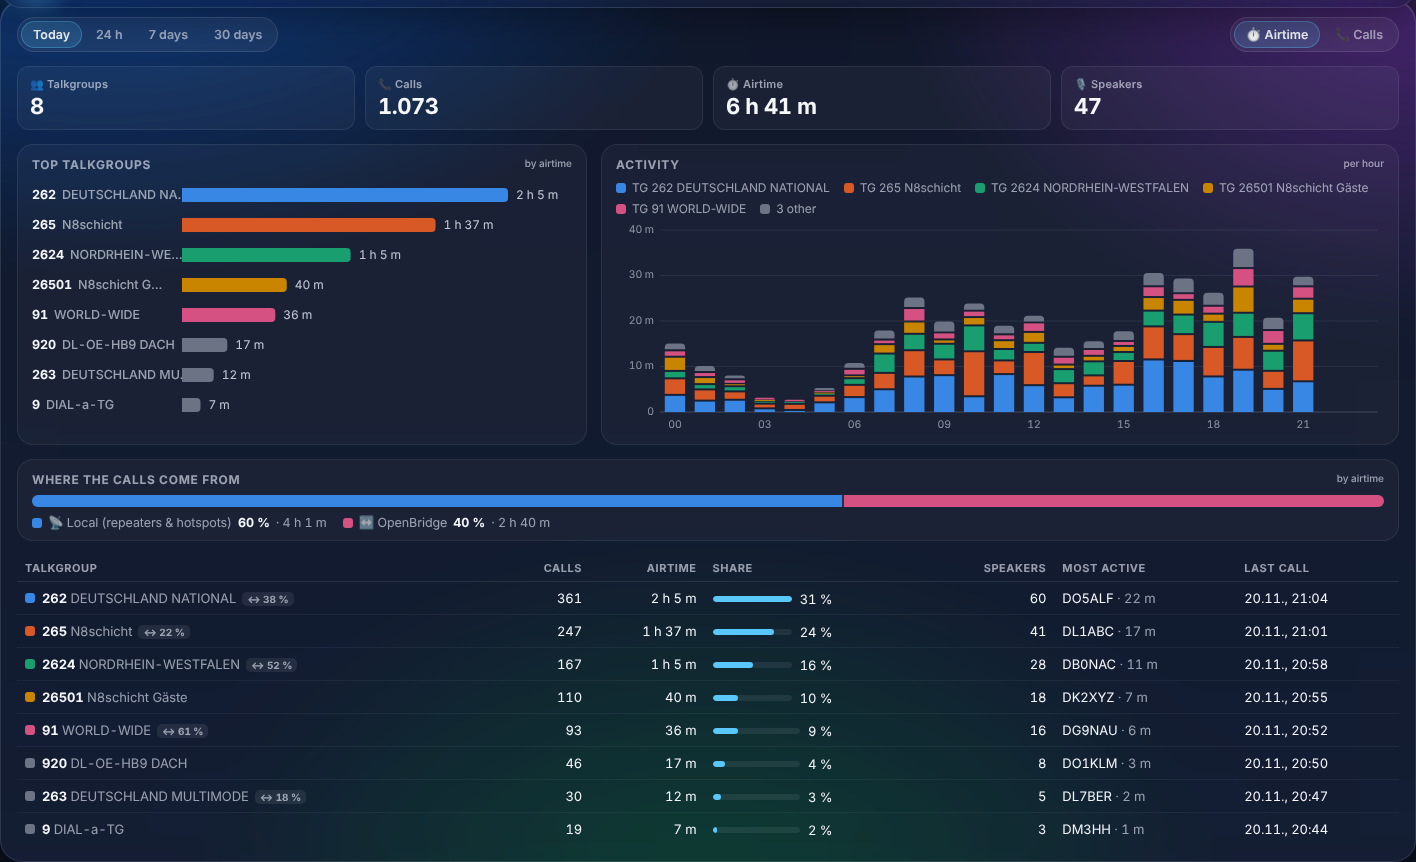 Today 24 h 7 days 30 days ⏱️ Airtime 📞 Calls
👥 Talkgroups 📞 Calls ⏱️ Airtime 🎙️ Speakers
8 1.073 6 h 41 m 47
TOP TALKGROUPS by airtime
262 DEUTSCHLAND NA... 2 h 5 m
265 N8schicht 1 h 37 m
2624 NORDRHEIN-WE... 1 h 5 m
26501 N8schicht G... 40 m
91 WORLD-WIDE 36 m
920 DL-OE-HB9 DACH 17 m
263 DEUTSCHLAND MU... 12 m
9 DIAL-a-TG 7 m
ACTIVITY per hour
TG 262 DEUTSCHLAND NATIONAL TG 265 N8schicht TG 2624 NORDRHEIN-WESTFALEN TG 26501 N8schicht Gäste
TG 91 WORLD-WIDE 3 other
40 m
30 m
20 m
10 m
0
00 03 06 09 12 15 18 21
WHERE THE CALLS COME FROM by airtime
📡 Local (repeaters & hotspots) 60 % · 4 h 1 m ↔️ OpenBridge 40 % · 2 h 40 m
TALKGROUP CALLS AIRTIME SHARE SPEAKERS MOST ACTIVE LAST CALL
262 DEUTSCHLAND NATIONAL ↔ 38 % 361 2 h 5 m 31 % 60 DO5ALF · 22 m 20.11., 21:04
265 N8schicht ↔ 22 % 247 1 h 37 m 24 % 41 DL1ABC · 17 m 20.11., 21:01
2624 NORDRHEIN-WESTFALEN ↔ 52 % 167 1 h 5 m 16 % 28 DB0NAC · 11 m 20.11., 20:58
26501 N8schicht Gäste 110 40 m 10 % 18 DK2XYZ · 7 m 20.11., 20:55
91 WORLD-WIDE ↔ 61 % 93 36 m 9 % 16 DG9NAU · 6 m 20.11., 20:52
920 DL-OE-HB9 DACH 46 17 m 4 % 8 DO1KLM · 3 m 20.11., 20:50
263 DEUTSCHLAND MULTIMODE ↔ 18 % 30 12 m 3 % 5 DL7BER · 2 m 20.11., 20:47
9 DIAL-a-TG 19 7 m 2 % 3 DM3HH · 1 m 20.11., 20:44